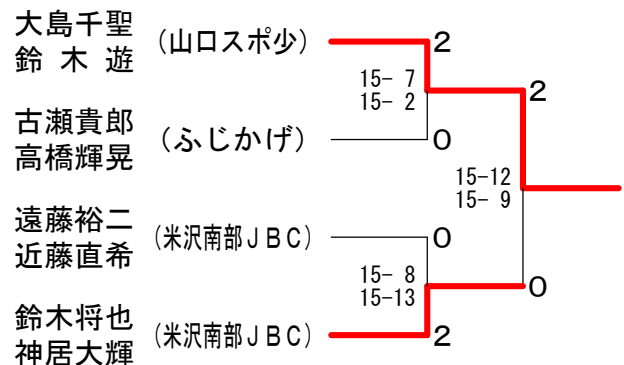 大島千聖
鈴木遊
(山口スポ少)
2
15- 7
15- 2
古瀬貴郎
高橋輝晃
(ふじかげ)
0
2
15-12
15- 9
遠藤裕二
近藤直希
(米沢南部ＪＢＣ)
0
15- 8
15-13
0
鈴木将也
神居大輝
(米沢南部ＪＢＣ)
2